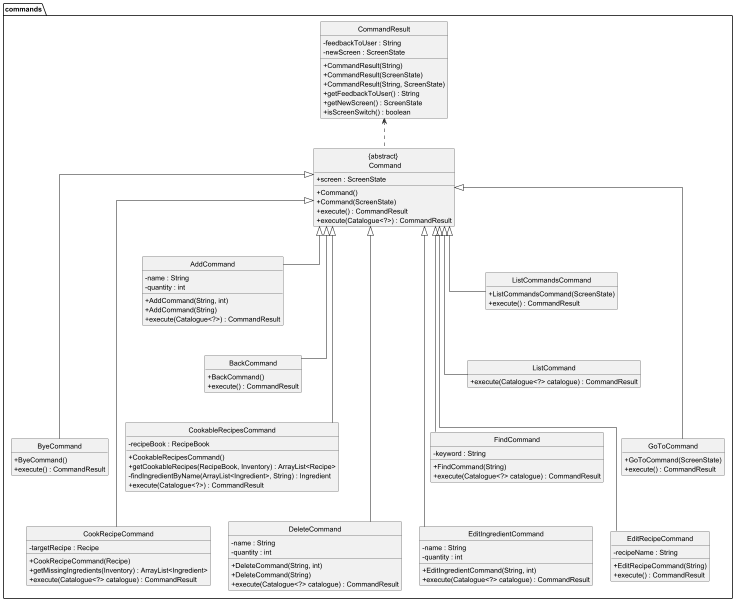 commands
CommandResult
-feedbackToUser : String
-newScreen : ScreenState
+CommandResult(String)
+CommandResult(ScreenState)
+CommandResult(String, ScreenState)
+getFeedbackToUser() : String
+getNewScreen() : ScreenState
+isScreenSwitch() : boolean
{abstract}
Command
+screen : ScreenState
+Command()
+Command(ScreenState)
+execute() : CommandResult
+execute(Catalogue<?>) : CommandResult
AddCommand
-name : String
-quantity : int
+AddCommand(String, int)
+AddCommand(String)
+execute(Catalogue<?>) : CommandResult
ListCommandsCommand
+ListCommandsCommand(ScreenState)
+execute() : CommandResult
BackCommand
+BackCommand()
+execute() : CommandResult
ListCommand
+execute(Catalogue<?> catalogue) : CommandResult
ByeCommand
+ByeCommand()
+execute() : CommandResult
CookableRecipesCommand
-recipeBook : RecipeBook
+CookableRecipesCommand()
+getCookableRecipes(RecipeBook, Inventory) : ArrayList<Recipe>
-findIngredientByName(ArrayList<Ingredient>, String) : Ingredient
+execute(Catalogue<?>) : CommandResult
FindCommand
-keyword : String
+FindCommand(String)
+execute(Catalogue<?> catalogue) : CommandResult
GoToCommand
+GoToCommand(ScreenState)
+execute() : CommandResult
CookRecipeCommand
-targetRecipe : Recipe
+CookRecipeCommand(Recipe)
+getMissingIngredients(Inventory) : ArrayList<Ingredient>
+execute(Catalogue<?> catalogue) : CommandResult
DeleteCommand
-name : String
-quantity : int
+DeleteCommand(String, int)
+DeleteCommand(String)
+execute(Catalogue<?> catalogue) : CommandResult
EditIngredientCommand
-name : String
-quantity : int
+EditIngredientCommand(String, int)
+execute(Catalogue<?> catalogue) : CommandResult
EditRecipeCommand
-recipeName : String
+EditRecipeCommand(String)
+execute() : CommandResult